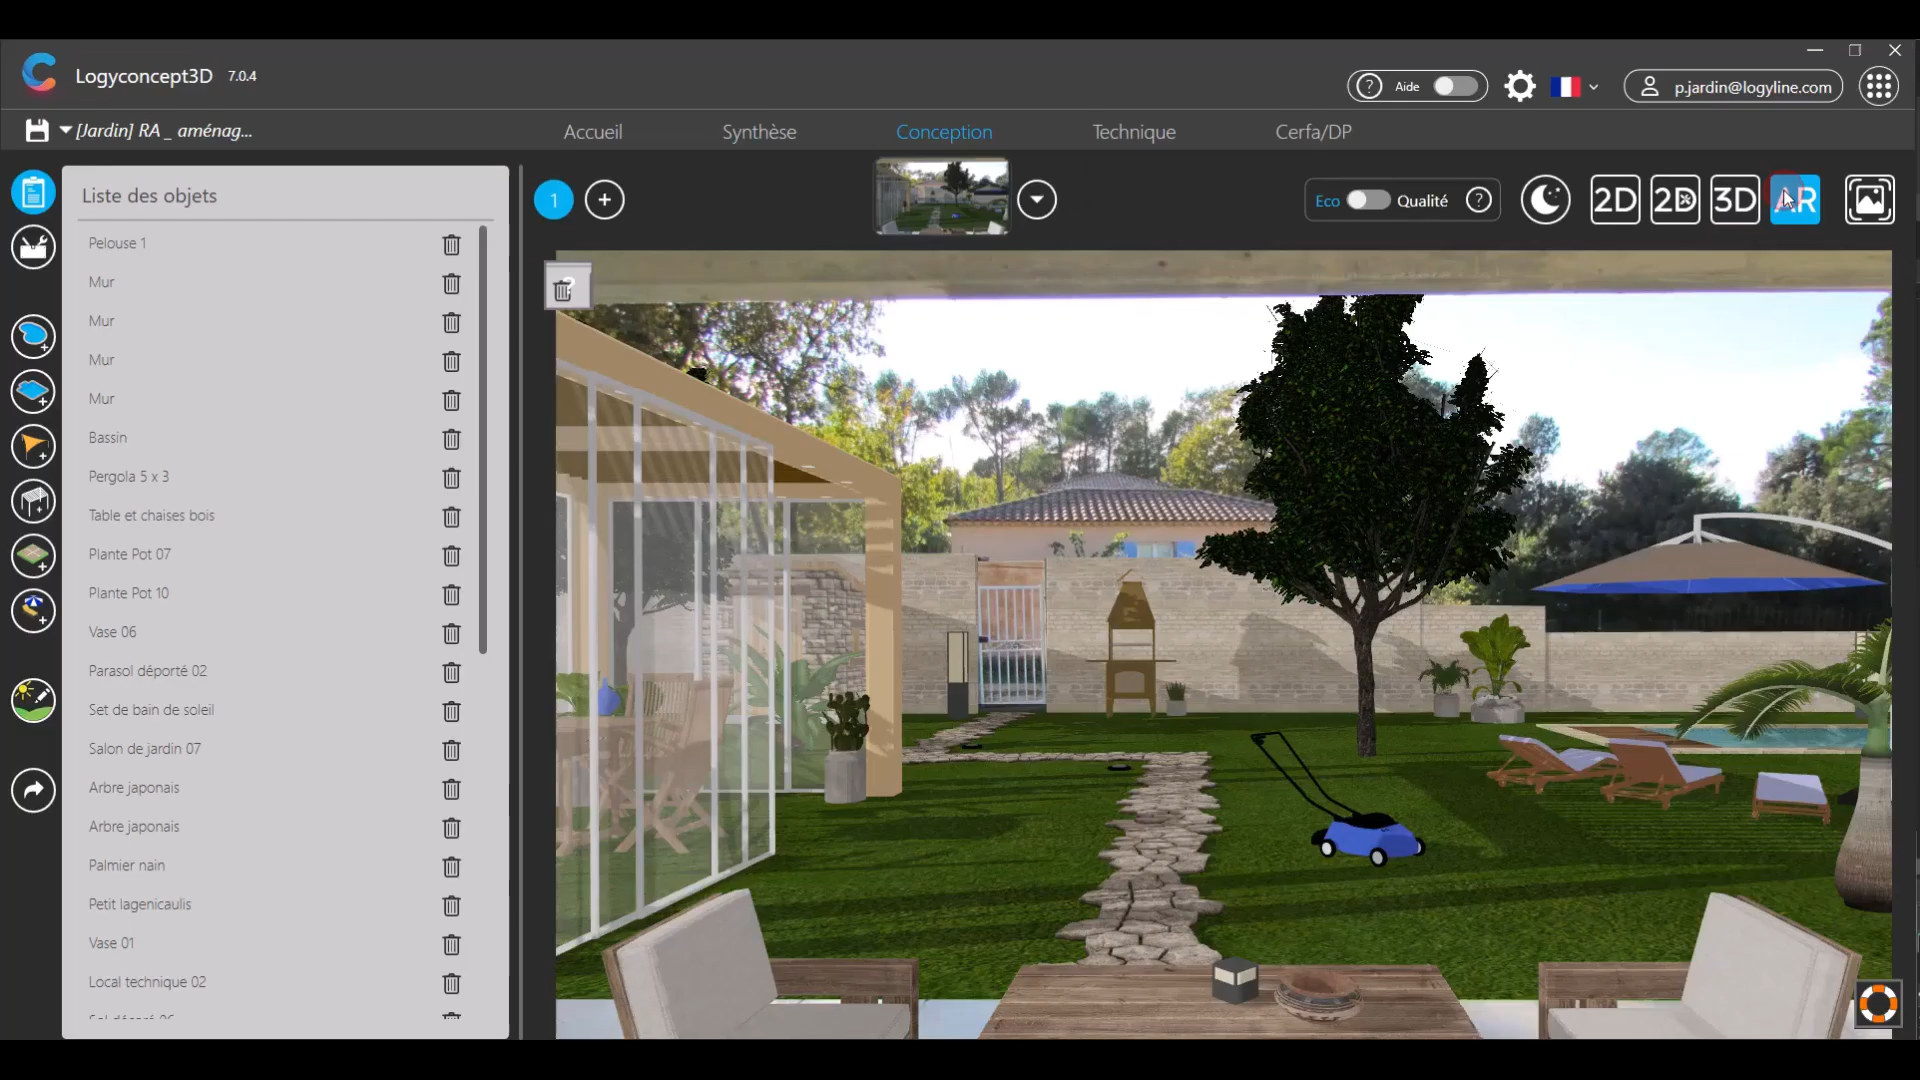 Logyconcept3D 7.0.4
? Aide
p.jardin@logyline.com
[Jardin] RA _ aménag...
Accueil
Synthèse
Conception
Technique
Cerfa/DP
1
+
Eco
Qualité
?
2D
2D
3D
AR
Liste des objets
Pelouse 1
Mur
Mur
Mur
Mur
Bassin
Pergola 5 x 3
Table et chaises bois
Plante Pot 07
Plante Pot 10
Vase 06
Parasol déporté 02
Set de bain de soleil
Salon de jardin 07
Arbre japonais
Arbre japonais
Palmier nain
Petit lagenicaulis
Vase 01
Local technique 02